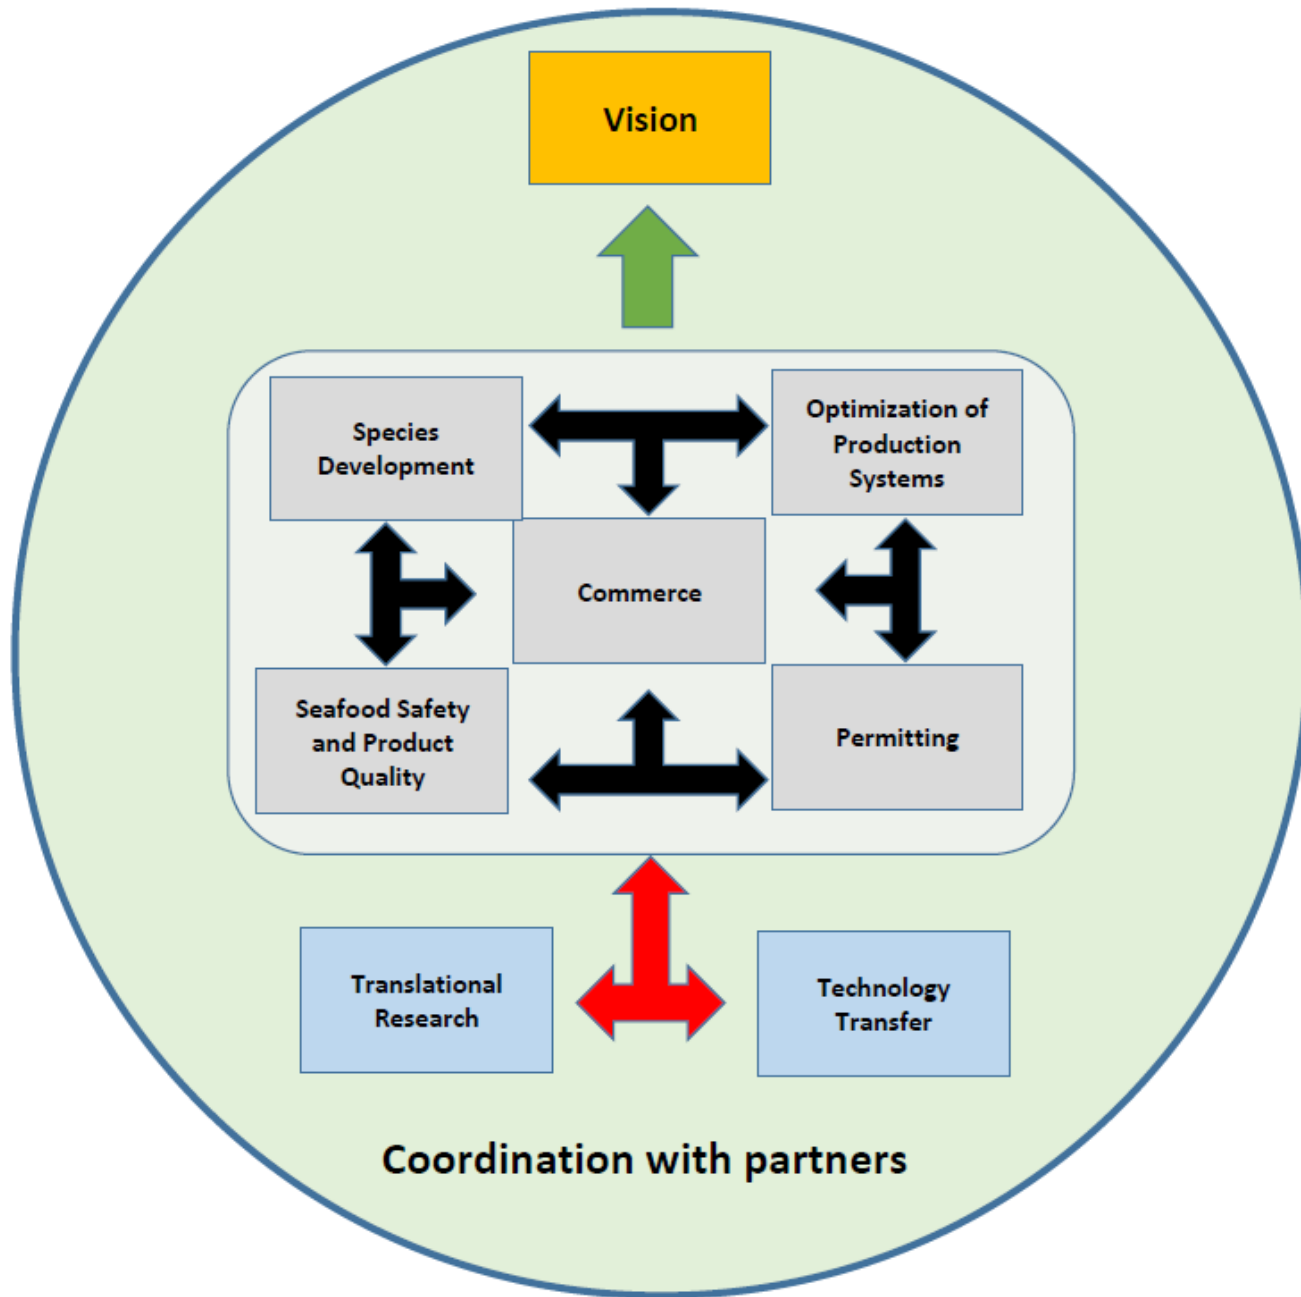 Vision
Species
Development
Optimization of
Production
Systems
Commerce
Seafood Safety
and Product
Quality
Permitting
Translational
Research
Technology
Transfer
Coordination with partners